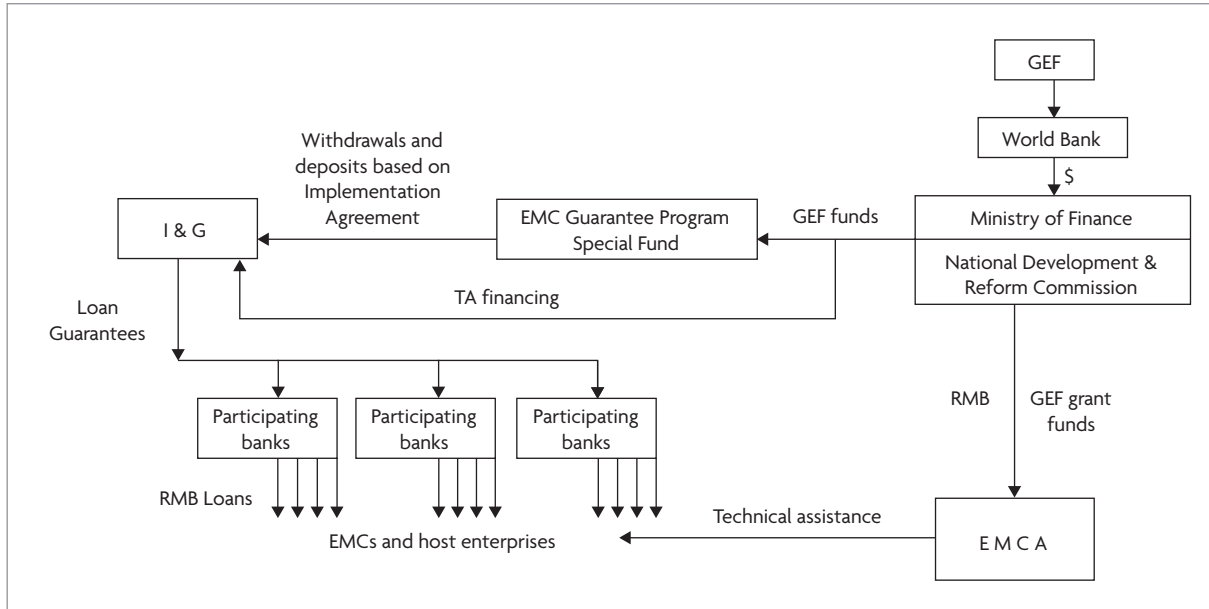 GEF
World Bank
$
Withdrawals and
deposits based on
Implementation
Agreement
I & G
EMC Guarantee Program
Special Fund
GEF funds
Ministry of Finance
National Development &
Reform Commission
TA financing
Loan
Guarantees
Participating
banks
Participating
banks
Participating
banks
RMB
GEF grant
funds
RMB Loans
EMCs and host enterprises
Technical assistance
E M C A